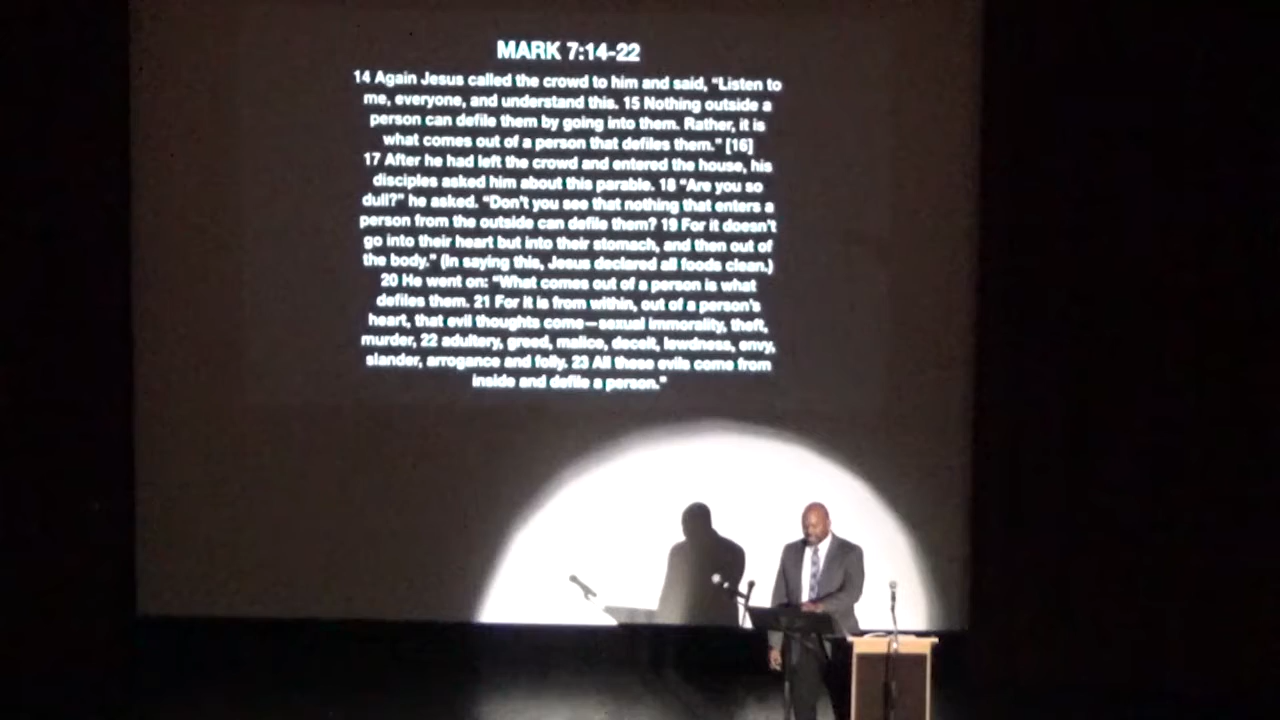 MARK 7:14-22
14 Again Jesus called the crowd to him and said, “Listen to
me, everyone, and understand this. 15 Nothing outside a
person can defile them by going into them. Rather, it is
what comes out of a person that defiles them.” [16]
17 After he had left the crowd and entered the house, his
disciples asked him about this parable. 18 “Are you so
dull?” he asked. “Don’t you see that nothing that enters a
person from the outside can defile them? 19 For it doesn’t
go into their heart but into their stomach, and then out of
the body.” (In saying this, Jesus declared all foods clean.)
20 He went on: “What comes out of a person is what
defiles them. 21 For it is from within, out of a person’s
heart, that evil thoughts come—sexual immorality, theft,
murder, 22 adultery, greed, malice, deceit, lewdness, envy,
slander, arrogance and folly. 23 All these evils come from
inside and defile a person.”